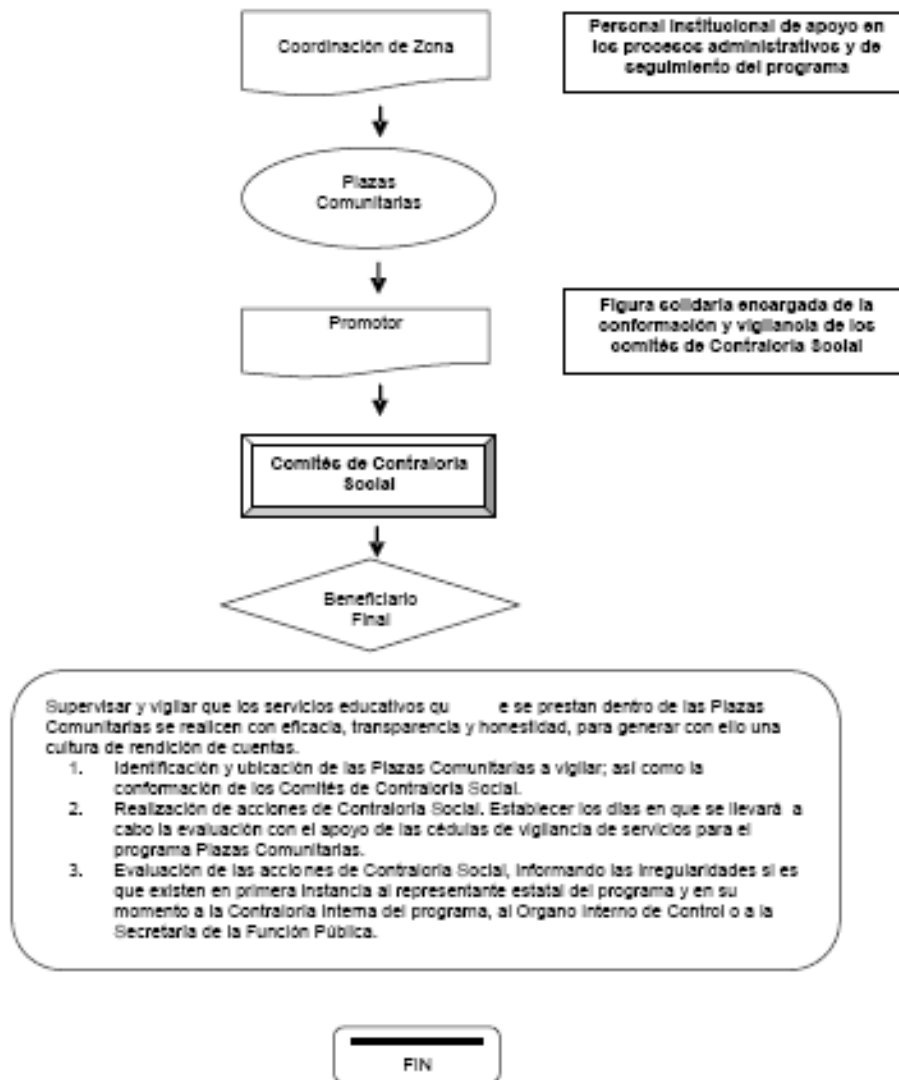 Coordinación de Zona
Personal institucional de apoyo en
los procesos administrativos y de
seguimiento del programa
Plazas
Comunitarias
Promotor
Figura solidaria encargada de la
conformación y vigilancia de los
comités de Contraloría Social
Comités de Contraloría
Social
Beneficiario
Final
Supervisar y vigilar que los servicios educativos qu e se prestan dentro de las Plazas
Comunitarias se realicen con eficacia, transparencia y honestidad, para generar con ello una
cultura de rendición de cuentas.
1. Identificación y ubicación de las Plazas Comunitarias a vigilar; así como la
conformación de los Comités de Contraloría Social.
2. Realización de acciones de Contraloría Social. Establecer los días en que se llevará a
cabo la evaluación con el apoyo de las cédulas de vigilancia de servicios para el
programa Plazas Comunitarias.
3. Evaluación de las acciones de Contraloría Social, informando las irregularidades si es
que existen en primera instancia al representante estatal del programa y en su
momento a la Contraloría Interna del programa, al Organo Interno de Control o a la
Secretaría de la Función Pública.
FIN